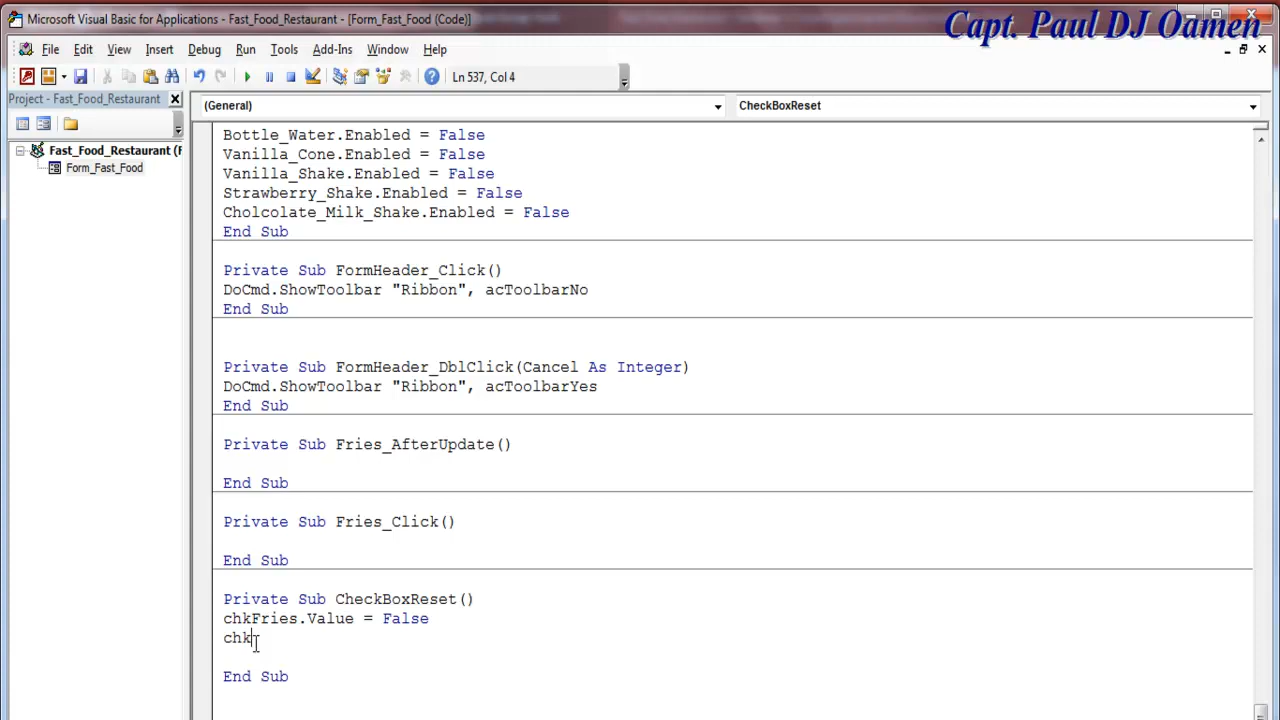 Microsoft Visual Basic for Applications - Fast_Food_Restaurant - [Form_Fast_Food (Code)]
Capt. Paul DJ Oamen
File Edit View Insert Debug Run Tools Add-Ins Window Help
Ln 537, Col 4
Project - Fast_Food_Restaurant
(General)
CheckBoxReset
Fast_Food_Restaurant (F
Form_Fast_Food
Bottle_Water.Enabled = False
Vanilla_Cone.Enabled = False
Vanilla_Shake.Enabled = False
Strawberry_Shake.Enabled = False
Cholcolate_Milk_Shake.Enabled = False
End Sub
Private Sub FormHeader_Click()
DoCmd.ShowToolbar "Ribbon", acToolbarNo
End Sub
Private Sub FormHeader_DblClick(Cancel As Integer)
DoCmd.ShowToolbar "Ribbon", acToolbarYes
End Sub
Private Sub Fries_AfterUpdate()
End Sub
Private Sub Fries_Click()
End Sub
Private Sub CheckBoxReset()
chkFries.Value = False
chk
End Sub